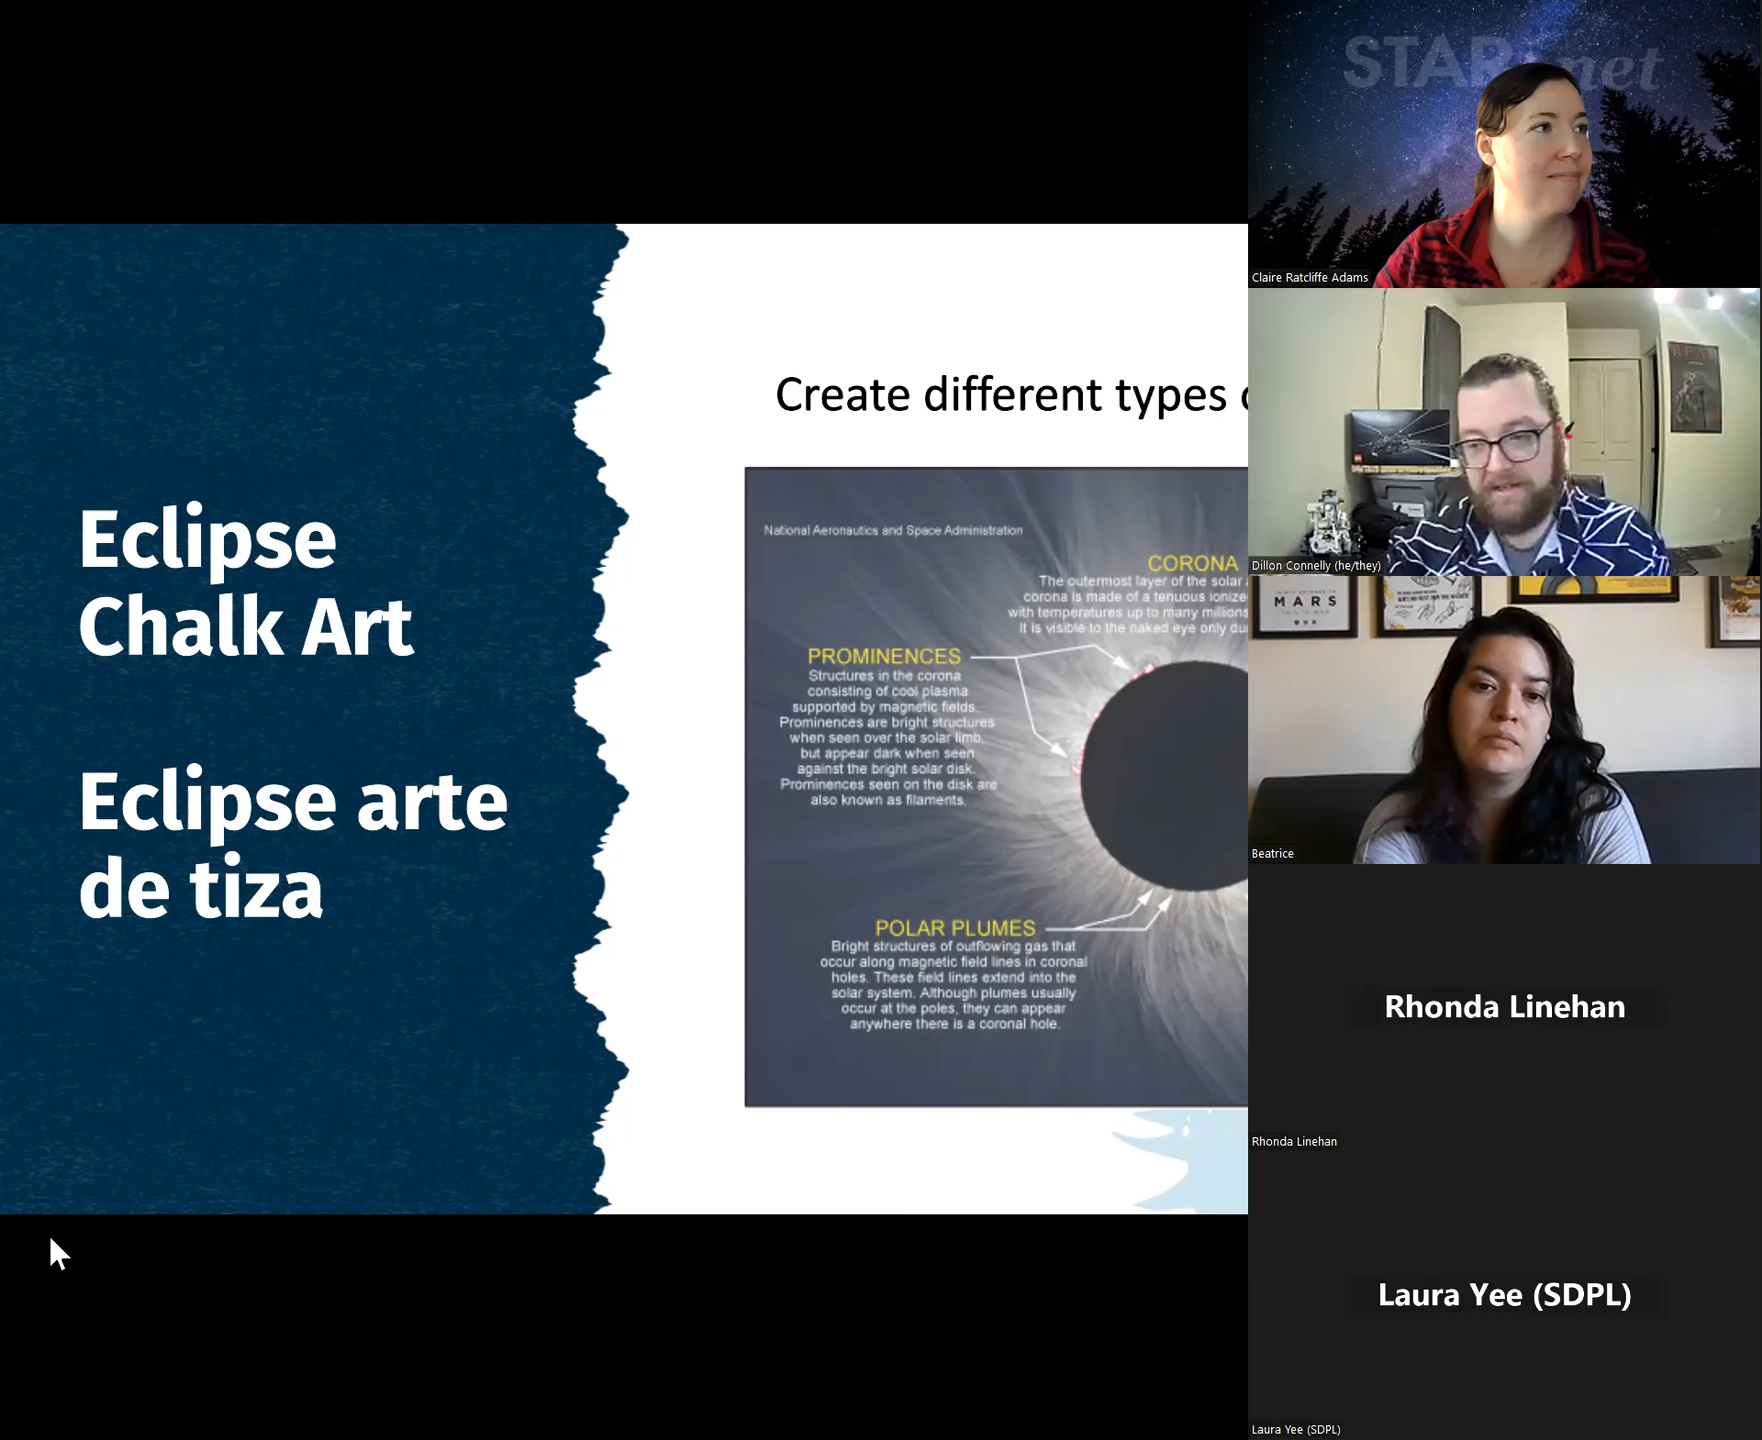 Eclipse
Chalk Art
Eclipse arte
de tiza
Create different types
National Aeronautics and Space Administration
CORONA
The outermost layer of the solar
corona is made of a tenuous
with temperatures up to many millions
It is visible to the naked eye only
PROMINENCES
Structures in the corona
consisting of cool plasma
supported by magnetic fields.
Prominences are bright structures
when seen over the solar limb,
but appear dark when seen
against the bright solar disk.
Prominences seen on the disk are
also known as filaments.
POLAR PLUMES
Bright structures of outflowing gas that
occur along magnetic field lines in coronal
holes. These field lines extend into the
solar system. Although plumes usually
occur at the poles, they can appear
anywhere there is a coronal hole.
STAR net
Claire Ratcliffe Adams
Dillon Connelly (he/they)
MARS
Beatrice
Rhonda Linehan
Rhonda Linehan
Laura Yee (SDPL)
Laura Yee (SDPL)